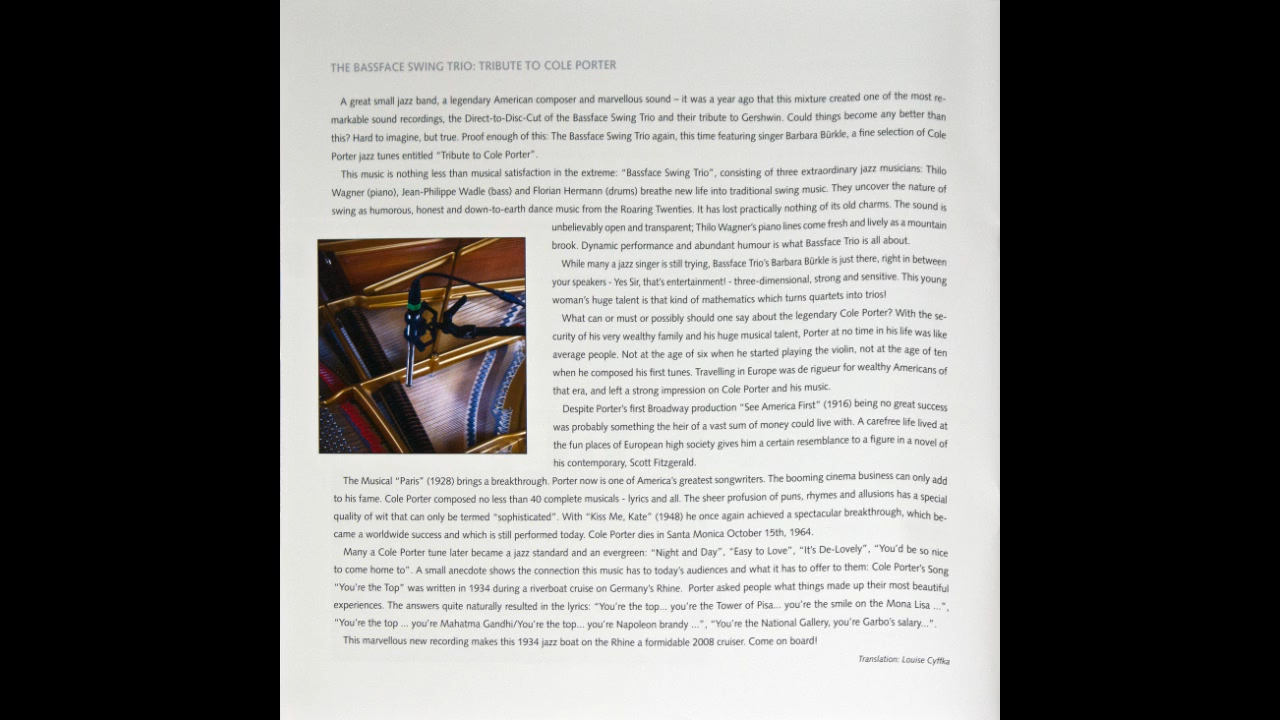 THE BASSFACE SWING TRIO: TRIBUTE TO COLE PORTER
A great small jazz band, a legendary American composer and marvellous sound – it was a year ago that this mixture created one of the most re-
markable sound recordings, the Direct-to-Disc-Cut of the Bassface Swing Trio and their tribute to Gershwin. Could things become any better than
this? Hard to imagine, but true. Proof enough of this: The Bassface Swing Trio again, this time featuring singer Barbara Bürkle, a fine selection of Cole
Porter jazz tunes entitled "Tribute to Cole Porter".
This music is nothing less than musical satisfaction in the extreme: "Bassface Swing Trio", consisting of three extraordinary jazz musicians: Thilo
Wagner (piano), Jean-Philippe Wadle (bass) and Florian Hermann (drums) breathe new life into traditional swing music. They uncover the nature of
swing as humorous, honest and down-to-earth dance music from the Roaring Twenties. It has lost practically nothing of its old charms. The sound is
unbelievably open and transparent; Thilo Wagner's piano lines come fresh and lively as a mountain
brook. Dynamic performance and abundant humour is what Bassface Trio is all about.
While many a jazz singer is still trying, Bassface Trio's Barbara Bürkle is just there, right in between
your speakers - Yes Sir, that's entertainment! - three-dimensional, strong and sensitive. This young
woman's huge talent is that kind of mathematics which turns quartets into trios!
What can or must or possibly should one say about the legendary Cole Porter? With the se-
curity of his very wealthy family and his huge musical talent, Porter at no time in his life was like
average people. Not at the age of six when he started playing the violin, not at the age of ten
when he composed his first tunes. Travelling in Europe was de rigueur for wealthy Americans of
that era, and left a strong impression on Cole Porter and his music.
Despite Porter's first Broadway production "See America First" (1916) being no great success
was probably something the heir of a vast sum of money could live with. A carefree life lived at
the fun places of European high society gives him a certain resemblance to a figure in a novel of
his contemporary, Scott Fitzgerald.
The Musical "Paris" (1928) brings a breakthrough. Porter now is one of America's greatest songwriters. The booming cinema business can only add
to his fame. Cole Porter composed no less than 40 complete musicals - lyrics and all. The sheer profusion of puns, rhymes and allusions has a special
quality of wit that can only be termed "sophisticated". With "Kiss Me, Kate" (1948) he once again achieved a spectacular breakthrough, which be-
came a worldwide success and which is still performed today. Cole Porter dies in Santa Monica October 15th, 1964.
Many a Cole Porter tune later became a jazz standard and an evergreen: "Night and Day", "Easy to Love", "It's De-Lovely", "You'd be so nice
to come home to". A small anecdote shows the connection this music has to today's audiences and what it has to offer to them: Cole Porter's Song
"You're the Top" was written in 1934 during a riverboat cruise on Germany's Rhine. Porter asked people what things made up their most beautiful
experiences. The answers quite naturally resulted in the lyrics: "You're the top... you're the Tower of Pisa... you're the smile on the Mona Lisa ...",
"You're the top ... you're Mahatma Gandhi/You're the top... you're Napoleon brandy ...", "You're the National Gallery, you're Garbo's salary...".
This marvellous new recording makes this 1934 jazz boat on the Rhine a formidable 2008 cruiser. Come on board!
Translation: Louise Cyffka